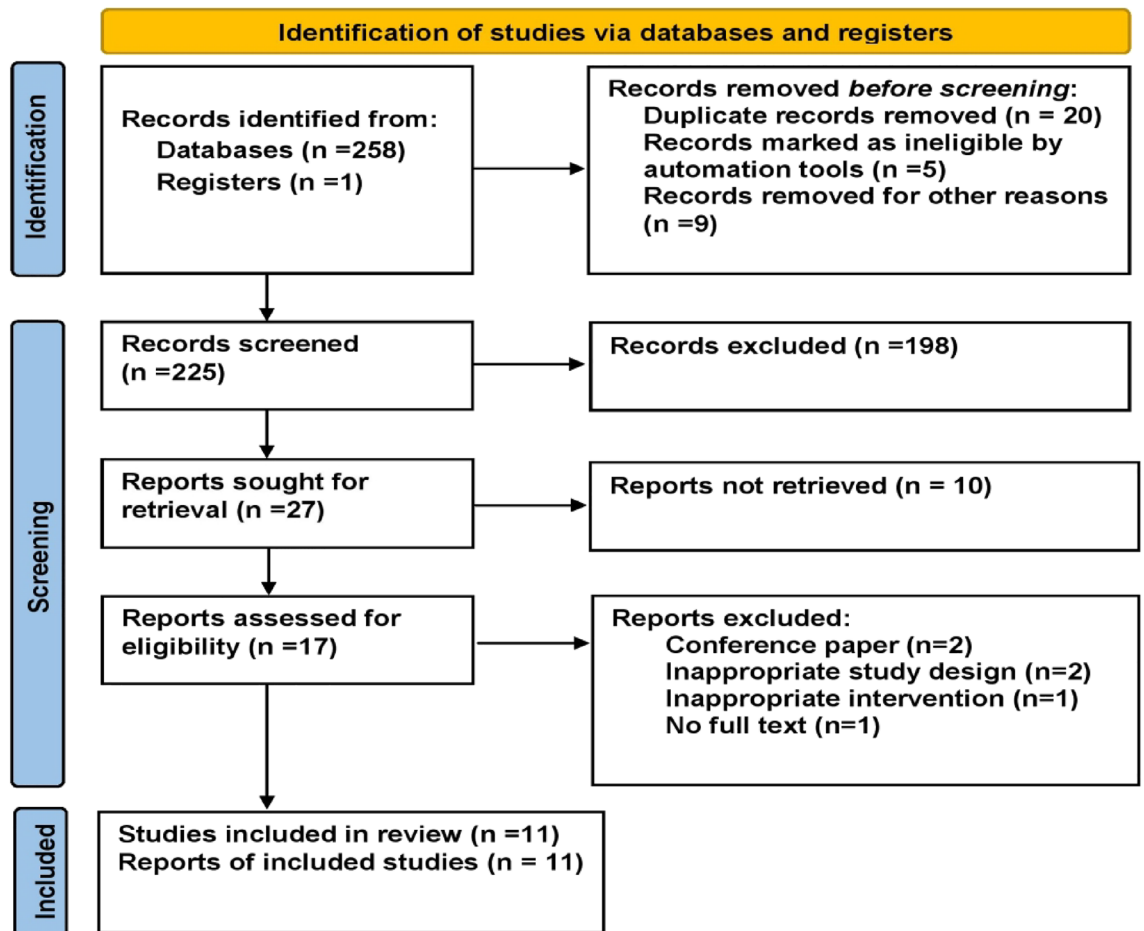 Identification of studies via databases and registers
Identification
Records identified from:
Databases (n =258)
Registers (n =1)
Records removed before screening:
Duplicate records removed (n = 20)
Records marked as ineligible by
automation tools (n =5)
Records removed for other reasons
(n =9)
Screening
Records screened
(n =225)
Records excluded (n =198)
Reports sought for
retrieval (n =27)
Reports not retrieved (n = 10)
Reports assessed for
eligibility (n =17)
Reports excluded:
Conference paper (n=2)
Inappropriate study design (n=2)
Inappropriate intervention (n=1)
No full text (n=1)
Included
Studies included in review (n =11)
Reports of included studies (n = 11)